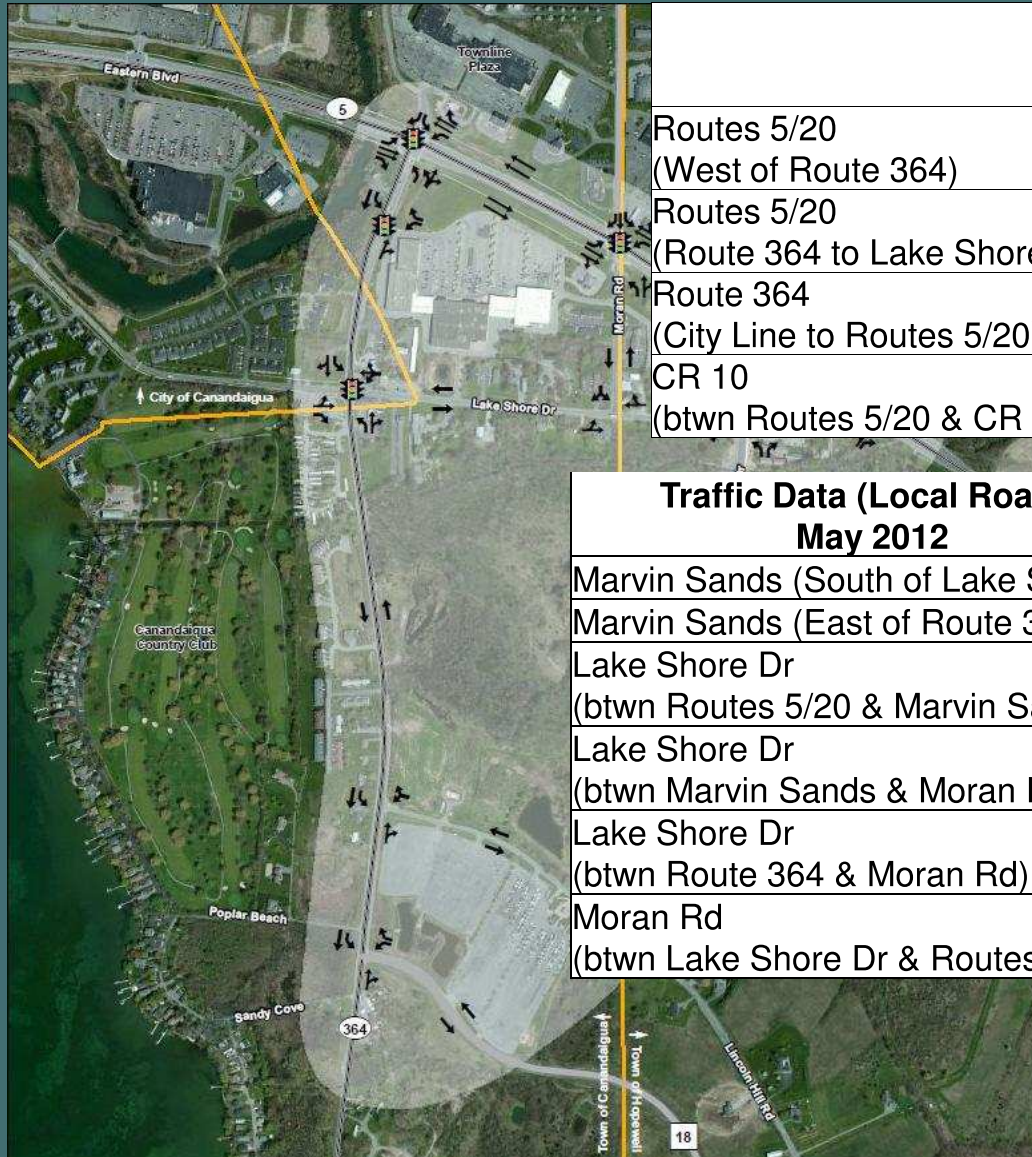 Townline
Plaza
Eastern Blvd
5
Moran Rd
City of Canandaigua
Lake Shore Dr
Canandaigua
Country Club
Poplar Beach
Sandy Cove
364
Town of Canandaigua
Town of Hopewell
Lincoln Hill Rd
18
Routes 5/20
(West of Route 364)
Routes 5/20
(Route 364 to Lake Shore
Route 364
(City Line to Routes 5/20
CR 10
(btwn Routes 5/20 & CR
Traffic Data (Local Roa
May 2012
Marvin Sands (South of Lake S
Marvin Sands (East of Route 3
Lake Shore Dr
(btwn Routes 5/20 & Marvin Sa
Lake Shore Dr
(btwn Marvin Sands & Moran
Lake Shore Dr
(btwn Route 364 & Moran Rd)
Moran Rd
(btwn Lake Shore Dr & Routes